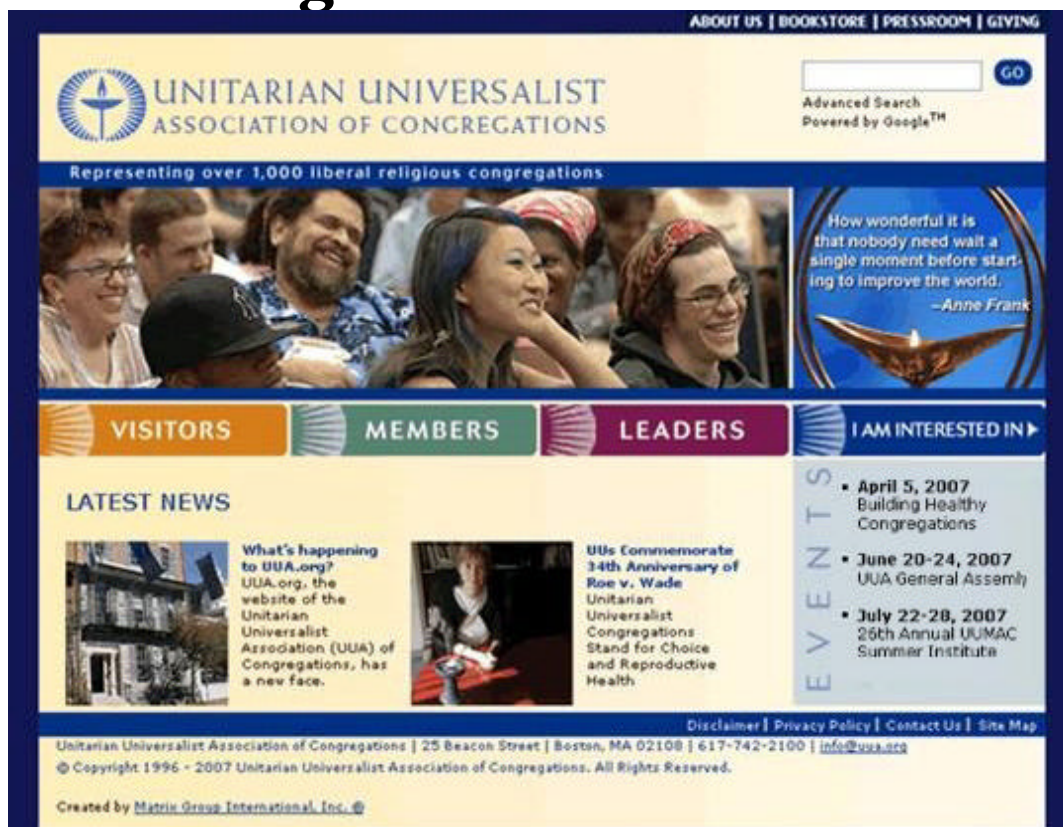 g
ABOUT US | BOOKSTORE | PRESSROOM | GIVING
UNITARIAN UNIVERSALIST
ASSOCIATION OF CONGREGATIONS
GO
Advanced Search
Powered by Google™
Representing over 1,000 liberal religious congregations
How wonderful it is
that nobody need wait a
single moment before start-
ing to improve the world.
–Anne Frank
VISITORS
MEMBERS
LEADERS
I AM INTERESTED IN ▶
LATEST NEWS
What's happening
to UUA.org?
UUA.org, the
website of the
Unitarian
Universalist
Association (UUA) of
Congregations, has
a new face.
UUs Commemorate
34th Anniversary of
Roe v. Wade
Unitarian
Universalist
Congregations
Stand for Choice
and Reproductive
Health
EVENTS
▪ April 5, 2007
Building Healthy
Congregations
▪ June 20-24, 2007
UUA General Assembly
▪ July 22-28, 2007
26th Annual UUMAC
Summer Institute
Disclaimer | Privacy Policy | Contact Us | Site Map
Unitarian Universalist Association of Congregations | 25 Beacon Street | Boston, MA 02108 | 617-742-2100 | info@uua.org
© Copyright 1996 - 2007 Unitarian Universalist Association of Congregations. All Rights Reserved.
Created by Matrix Group International, Inc. ®